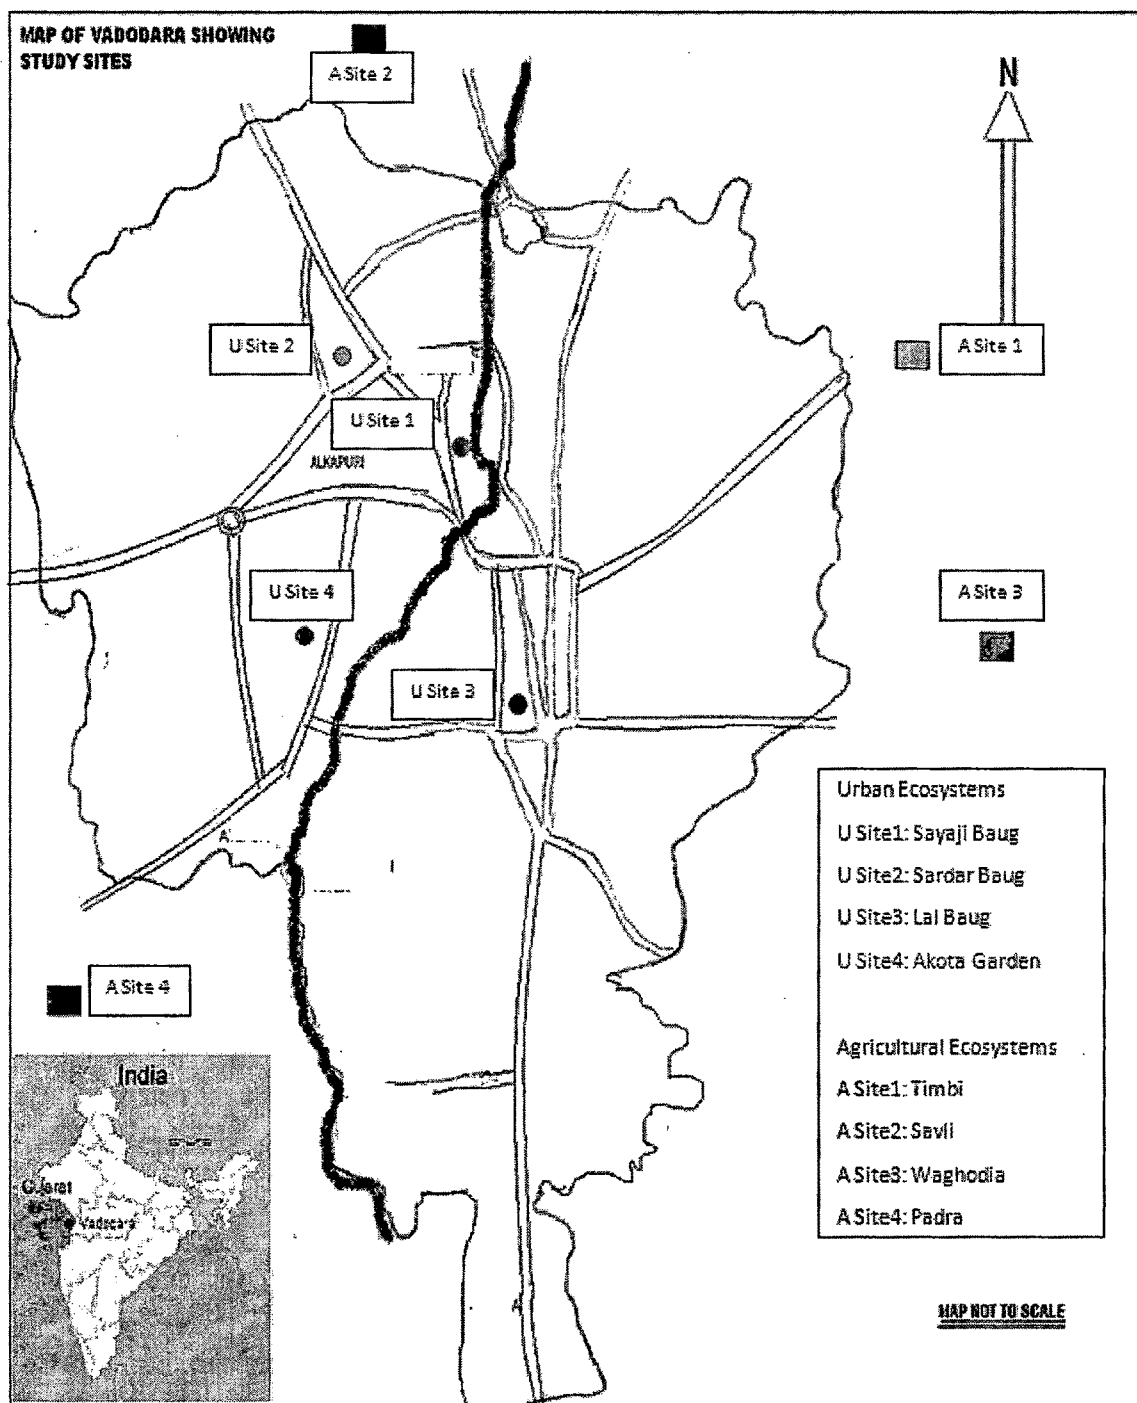 MAP OF VADODARA SHOWING
STUDY SITES
A Site 2
N
U Site 2
A Site 1
U Site 1
ALKAPURI
U Site 4
A Site 3
U Site 3
Urban Ecosystems
U Site1: Sayaji Baug
U Site2: Sardar Baug
U Site3: Lal Baug
U Site4: Akota Garden
A Site 4
Agricultural Ecosystems
A Site1: Timbi
A Site2: Savli
A Site3: Waghodia
A Site4: Padra
India
Gujarat
Vadodara
MAP NOT TO SCALE